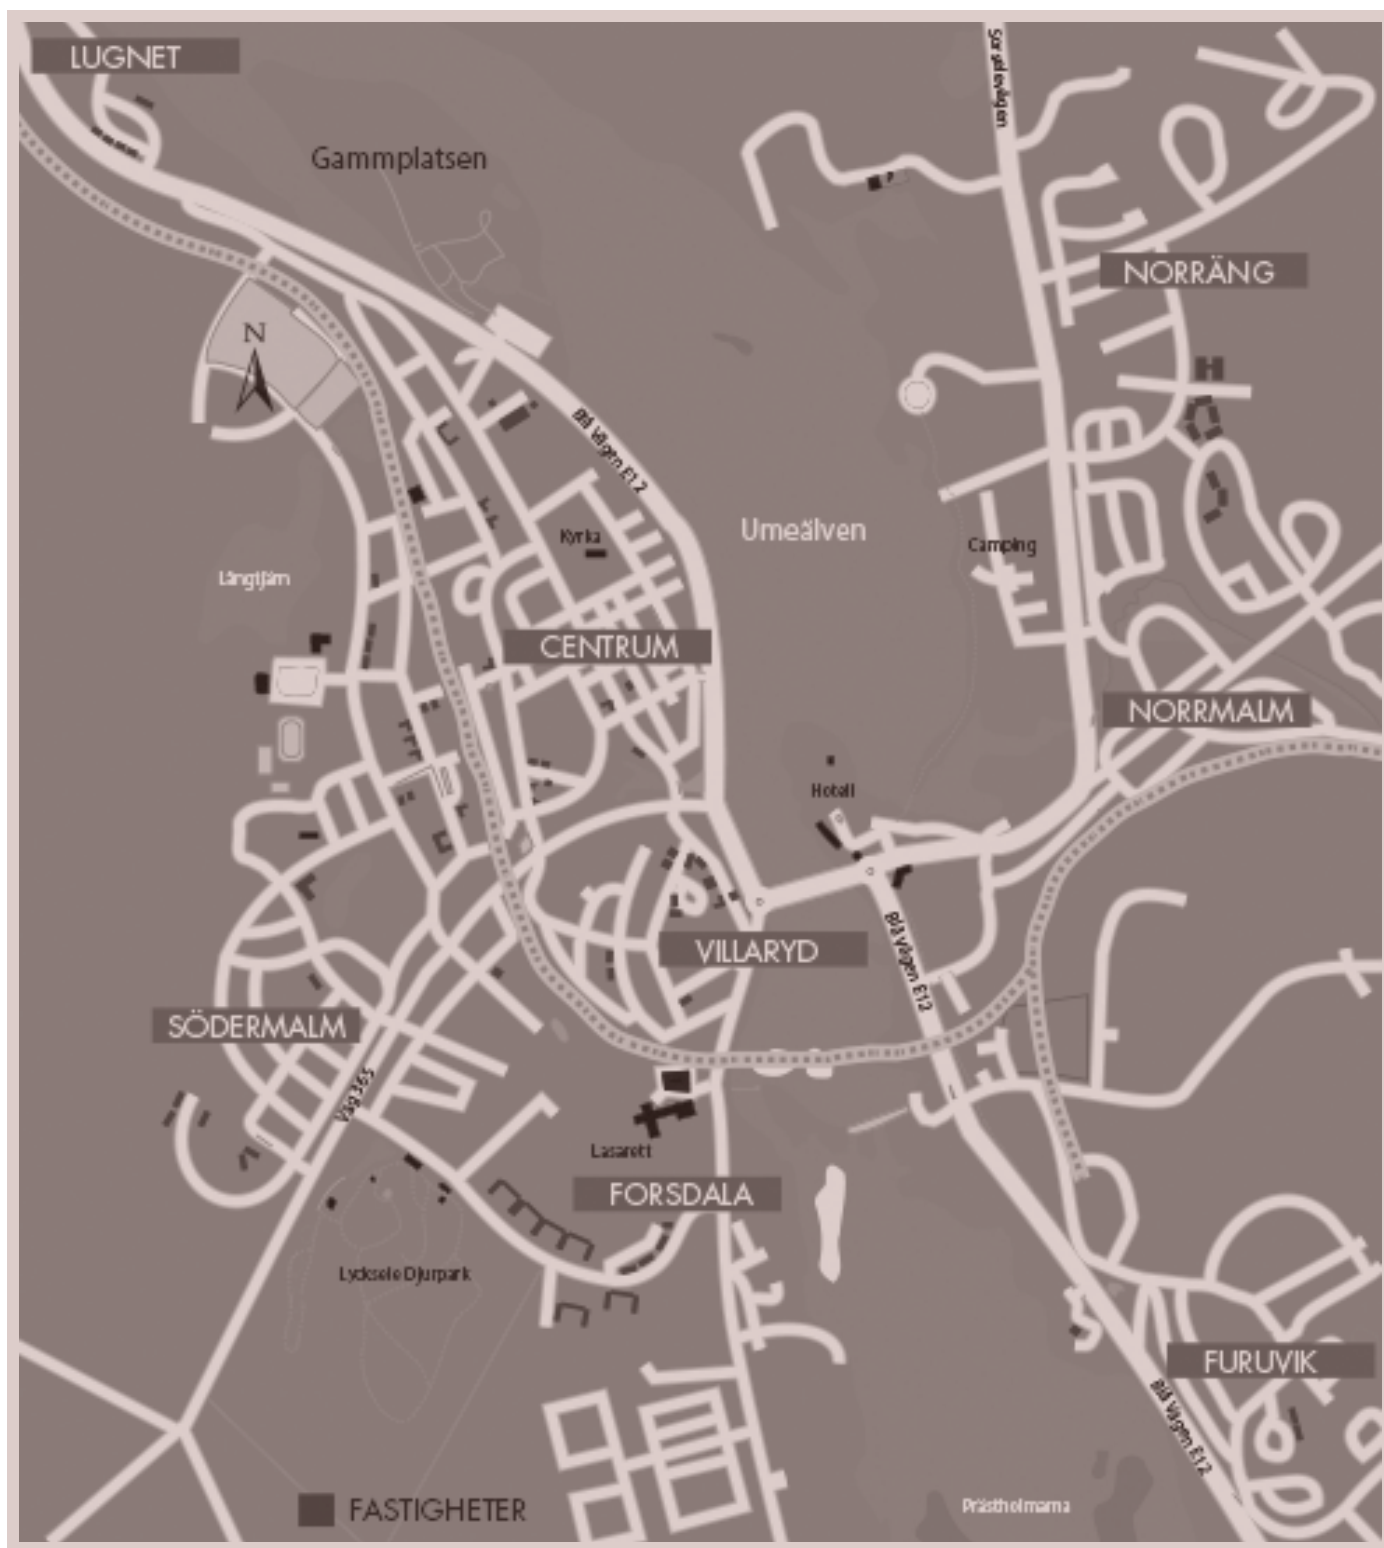 LUGNET
Gammplatsen
NORRÄNG
N
Blå Vägen E12
Kyrka
Umeälven
Camping
Långtjärn
CENTRUM
NORRMALM
Hotell
VILLARYD
Blå vägen E12
SÖDERMALM
Väg 365
Lasarett
FORSDALA
Lycksele Djurpark
FURUVIK
Blå Vägen E12
Prästholmarna
FASTIGHETER